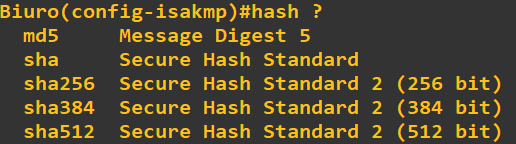 Biuro(config-isakmp)#hash ?
md5 Message Digest 5
sha Secure Hash Standard
sha256 Secure Hash Standard 2 (256 bit)
sha384 Secure Hash Standard 2 (384 bit)
sha512 Secure Hash Standard 2 (512 bit)